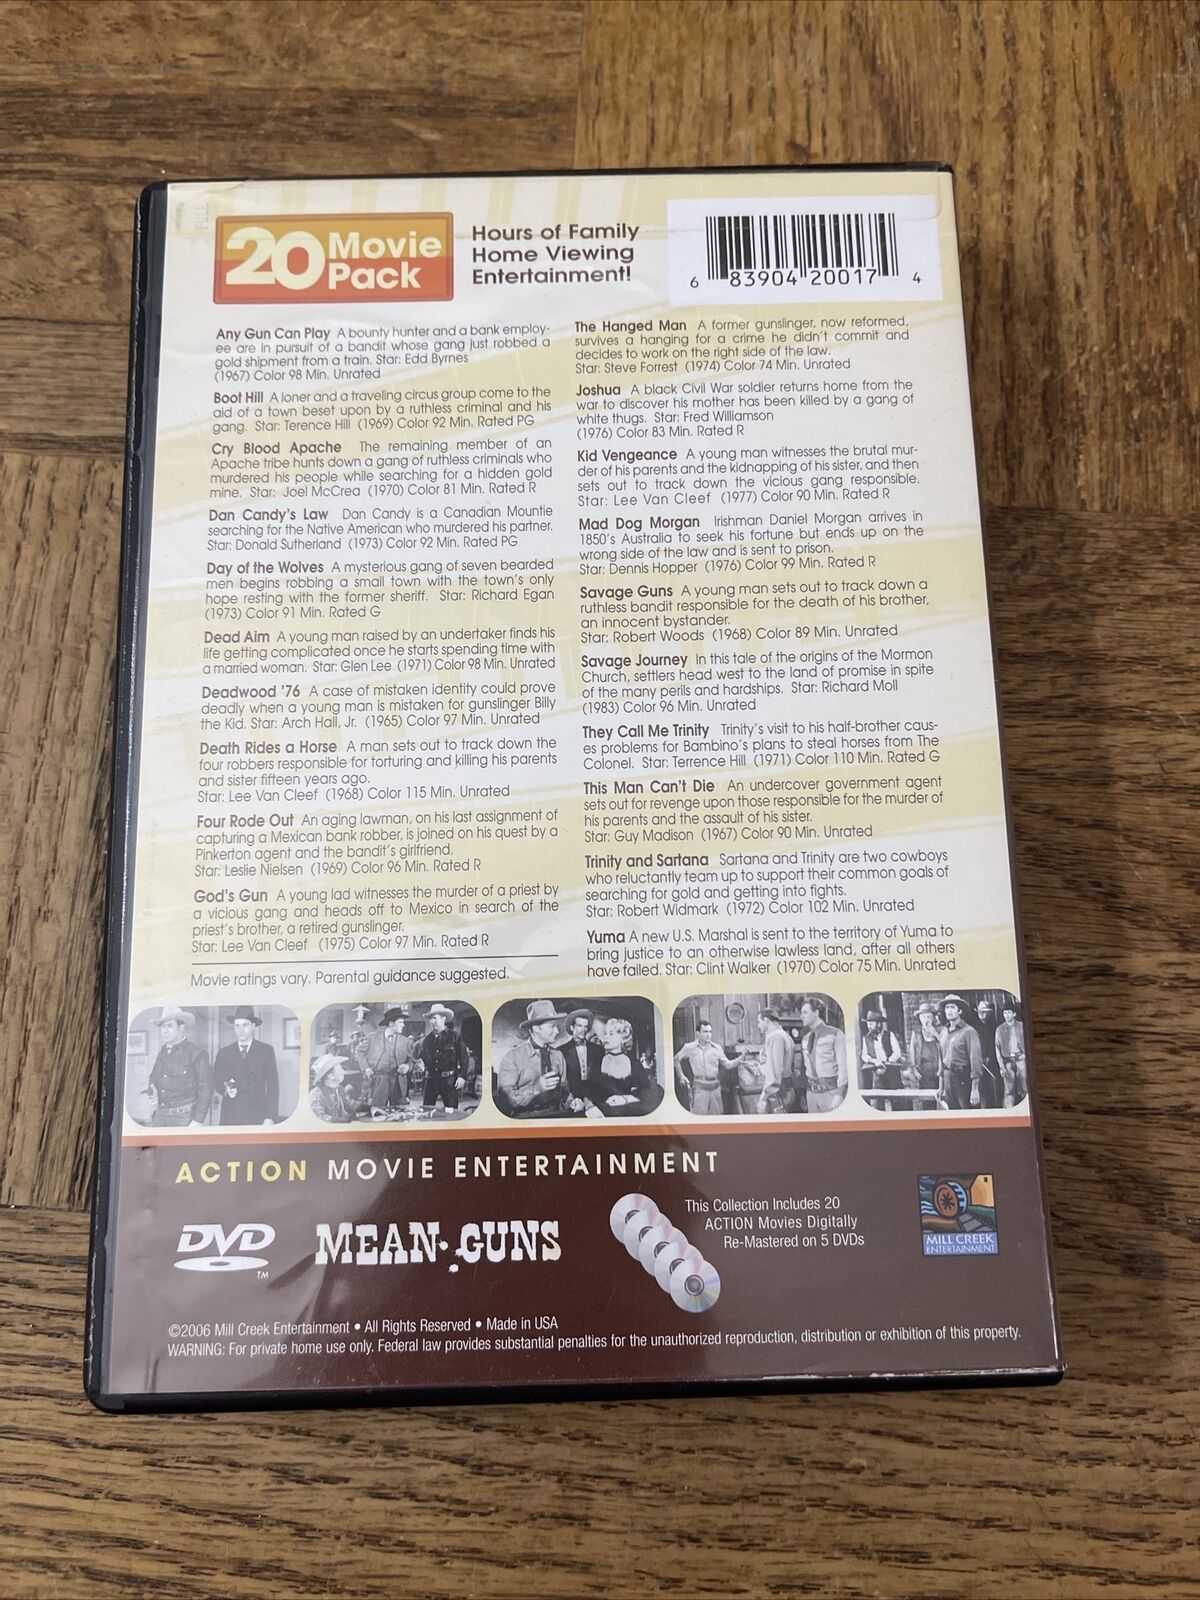 20 Movie
Pack
Hours of Family
Home Viewing
Entertainment!
6 83904 20017 4
Any Gun Can Play A bounty hunter and a bank employ-
ee are in pursuit of a bandit whose gang just robbed a
gold shipment from a train. Star: Edd Byrnes
(1967) Color 98 Min. Unrated
Boot Hill A loner and a traveling circus group come to the
aid of a town beset upon by a ruthless criminal and his
gang. Star: Terence Hill (1969) Color 92 Min. Rated PG
Cry Blood Apache The remaining member of an
Apache tribe hunts down a gang of ruthless criminals who
murdered his people while searching for a hidden gold
mine. Star: Joel McCrea (1970) Color 81 Min. Rated R
Dan Candy's Law Dan Candy is a Canadian Mountie
searching for the Native American who murdered his partner.
Star: Donald Sutherland (1973) Color 92 Min. Rated PG
Day of the Wolves A mysterious gang of seven bearded
men begins robbing a small town with the town's only
hope resting with the former sheriff. Star: Richard Egan
(1973) Color 91 Min. Rated G
Dead Aim A young man raised by an undertaker finds his
life getting complicated once he starts spending time with
a married woman. Star: Glen Lee (1971) Color 98 Min. Unrated
Deadwood '76 A case of mistaken identity could prove
deadly when a young man is mistaken for gunslinger Billy
the Kid. Star: Arch Hall, Jr. (1965) Color 97 Min. Unrated
Death Rides a Horse A man sets out to track down the
four robbers responsible for torturing and killing his parents
and sister fifteen years ago.
Star: Lee Van Cleef (1968) Color 115 Min. Unrated
Four Rode Out An aging lawman, on his last assignment of
capturing a Mexican bank robber, is joined on his quest by a
Pinkerton agent and the bandit's girlfriend.
Star: Leslie Nielsen (1969) Color 96 Min. Rated R
God's Gun A young lad witnesses the murder of a priest by
a vicious gang and heads off to Mexico in search of the
priest's brother, a retired gunslinger.
Star: Lee Van Cleef (1975) Color 97 Min. Rated R
Movie ratings vary. Parental guidance suggested.
The Hanged Man A former gunslinger, now reformed,
survives a hanging for a crime he didn't commit and
decides to work on the right side of the law.
Star: Steve Forrest (1974) Color 74 Min. Unrated
Joshua A black Civil War soldier returns home from the
war to discover his mother has been killed by a gang of
white thugs. Star: Fred Williamson
(1976) Color 83 Min. Rated R
Kid Vengeance A young man witnesses the brutal mur-
der of his parents and the kidnapping of his sister, and then
sets out to track down the vicious gang responsible.
Star: Lee Van Cleef (1977) Color 90 Min. Rated R
Mad Dog Morgan Irishman Daniel Morgan arrives in
1850's Australia to seek his fortune but ends up on the
wrong side of the law and is sent to prison.
Star: Dennis Hopper (1976) Color 99 Min. Rated R
Savage Guns A young man sets out to track down a
ruthless bandit responsible for the death of his brother,
an innocent bystander.
Star: Robert Woods (1968) Color 89 Min. Unrated
Savage Journey In this tale of the origins of the Mormon
Church, settlers head west to the land of promise in spite
of the many perils and hardships. Star: Richard Moll
(1983) Color 96 Min. Unrated
They Call Me Trinity Trinity's visit to his half-brother caus-
es problems for Bambino's plans to steal horses from The
Colonel. Star: Terrence Hill (1971) Color 110 Min. Rated G
This Man Can't Die An undercover government agent
sets out for revenge upon those responsible for the murder of
his parents and the assault of his sister.
Star: Guy Madison (1967) Color 90 Min. Unrated
Trinity and Sartana Sartana and Trinity are two cowboys
who reluctantly team up to support their common goals of
searching for gold and getting into fights.
Star: Robert Widmark (1972) Color 102 Min. Unrated
Yuma A new U.S. Marshal is sent to the territory of Yuma to
bring justice to an otherwise lawless land, after all others
have failed. Star: Clint Walker (1970) Color 75 Min. Unrated
ACTION MOVIE ENTERTAINMENT
DVD TM
MEAN GUNS
This Collection Includes 20
ACTION Movies Digitally
Re-Mastered on 5 DVDs
MILL CREEK
ENTERTAINMENT
©2006 Mill Creek Entertainment • All Rights Reserved • Made in USA
WARNING: For private home use only. Federal law provides substantial penalties for the unauthorized reproduction, distribution or exhibition of this property.